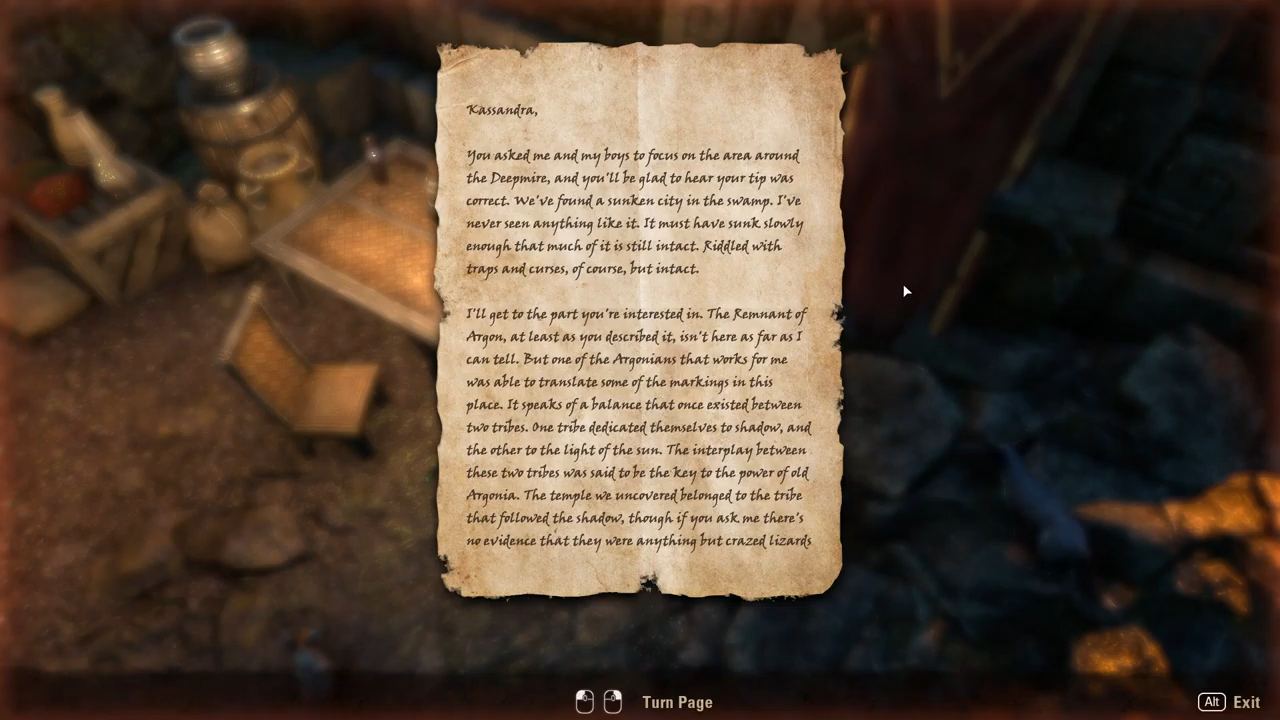 Kassandra,
You asked me and my boys to focus on the area around
the Deepmire, and you'll be glad to hear your tip was
correct. We've found a sunken city in the swamp. I've
never seen anything like it. It must have sunk slowly
enough that much of it is still intact. Riddled with
traps and curses, of course, but intact.
I'll get to the part you're interested in. The Remnant of
Argon, at least as you described it, isn't here as far as I
can tell. But one of the Argonians that works for me
was able to translate some of the markings in this
place. It speaks of a balance that once existed between
two tribes. One tribe dedicated themselves to shadow, and
the other to the light of the sun. The interplay between
these two tribes was said to be the key to the power of old
Argonia. The temple we uncovered belonged to the tribe
that followed the shadow, though if you ask me there's
no evidence that they were anything but crazed lizards
Turn Page
Alt Exit